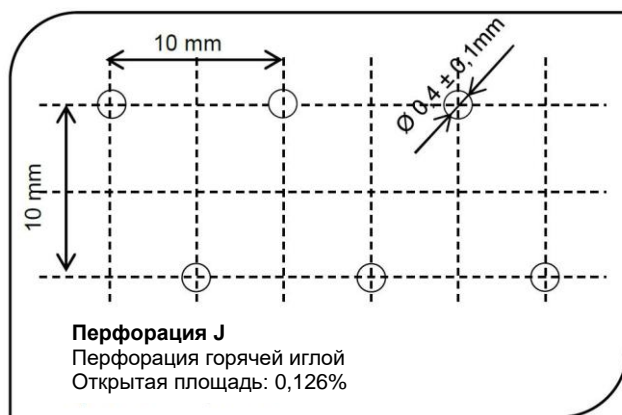 10 mm
Ø 0,4 ± 0,1mm
10 mm
Перфорация J
Перфорация горячей иглой
Открытая площадь: 0,126%